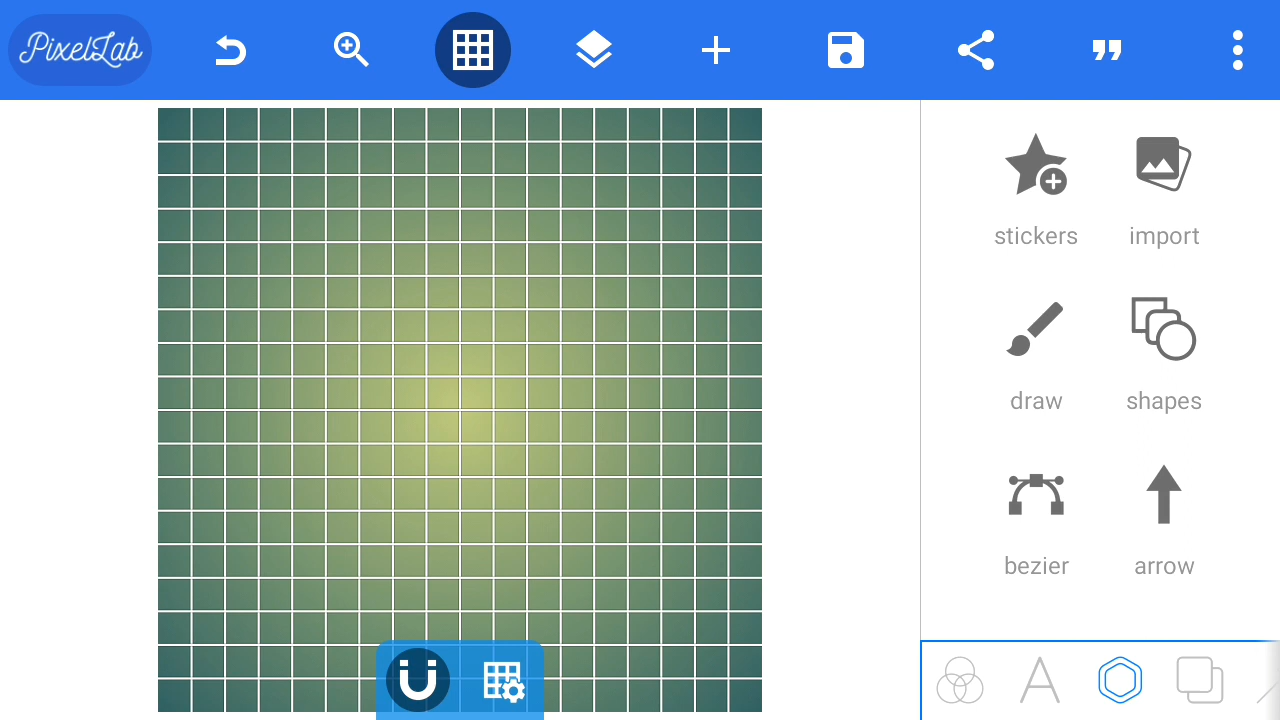 PixelLab
stickers
import
draw
shapes
bezier
arrow